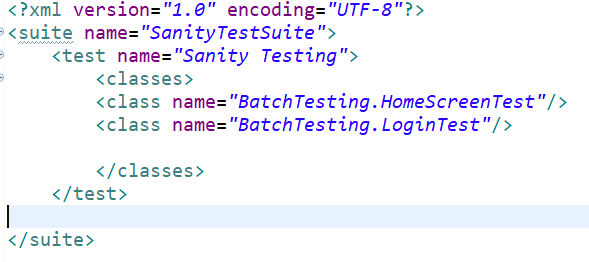 <?xml version="1.0" encoding="UTF-8"?>
<suite name="SanityTestSuite">
    <test name="Sanity Testing">
        <classes>
        <class name="BatchTesting.HomeScreenTest"/>
        <class name="BatchTesting.LoginTest"/>

        </classes>
    </test>

</suite>